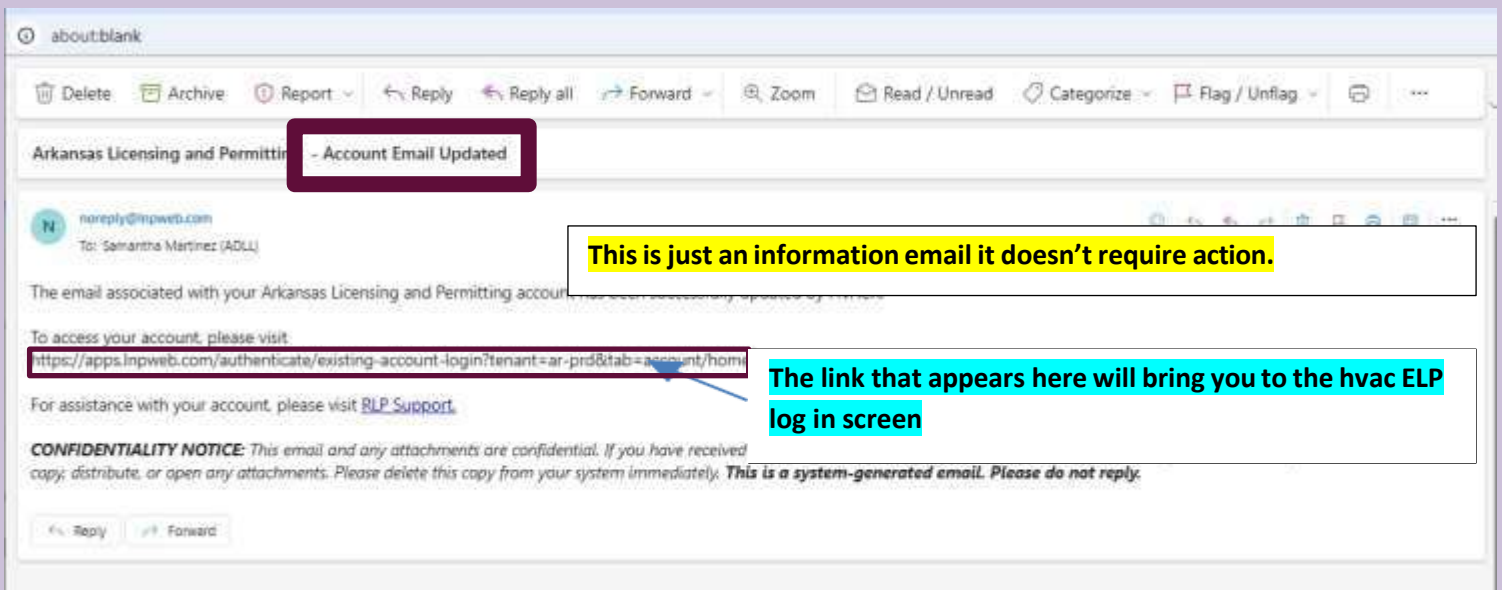 about:blank
Delete Archive Report Reply Reply all Forward Zoom Read / Unread Categorize Flag / Unflag ...
Arkansas Licensing and Permittin - Account Email Updated
N noreply@lnpweb.com
To: Samantha Martinez (ADLL)
This is just an information email it doesn’t require action.
The email associated with your Arkansas Licensing and Permitting account
To access your account, please visit
https://apps.lnpweb.com/authenticate/existing-account-login?tenant=ar-prd&tab=account/home
The link that appears here will bring you to the hvac ELP
log in screen
For assistance with your account, please visit RLP Support.
CONFIDENTIALITY NOTICE: This email and any attachments are confidential. If you have received
copy, distribute, or open any attachments. Please delete this copy from your system immediately. This is a system-generated email. Please do not reply.
Reply Forward